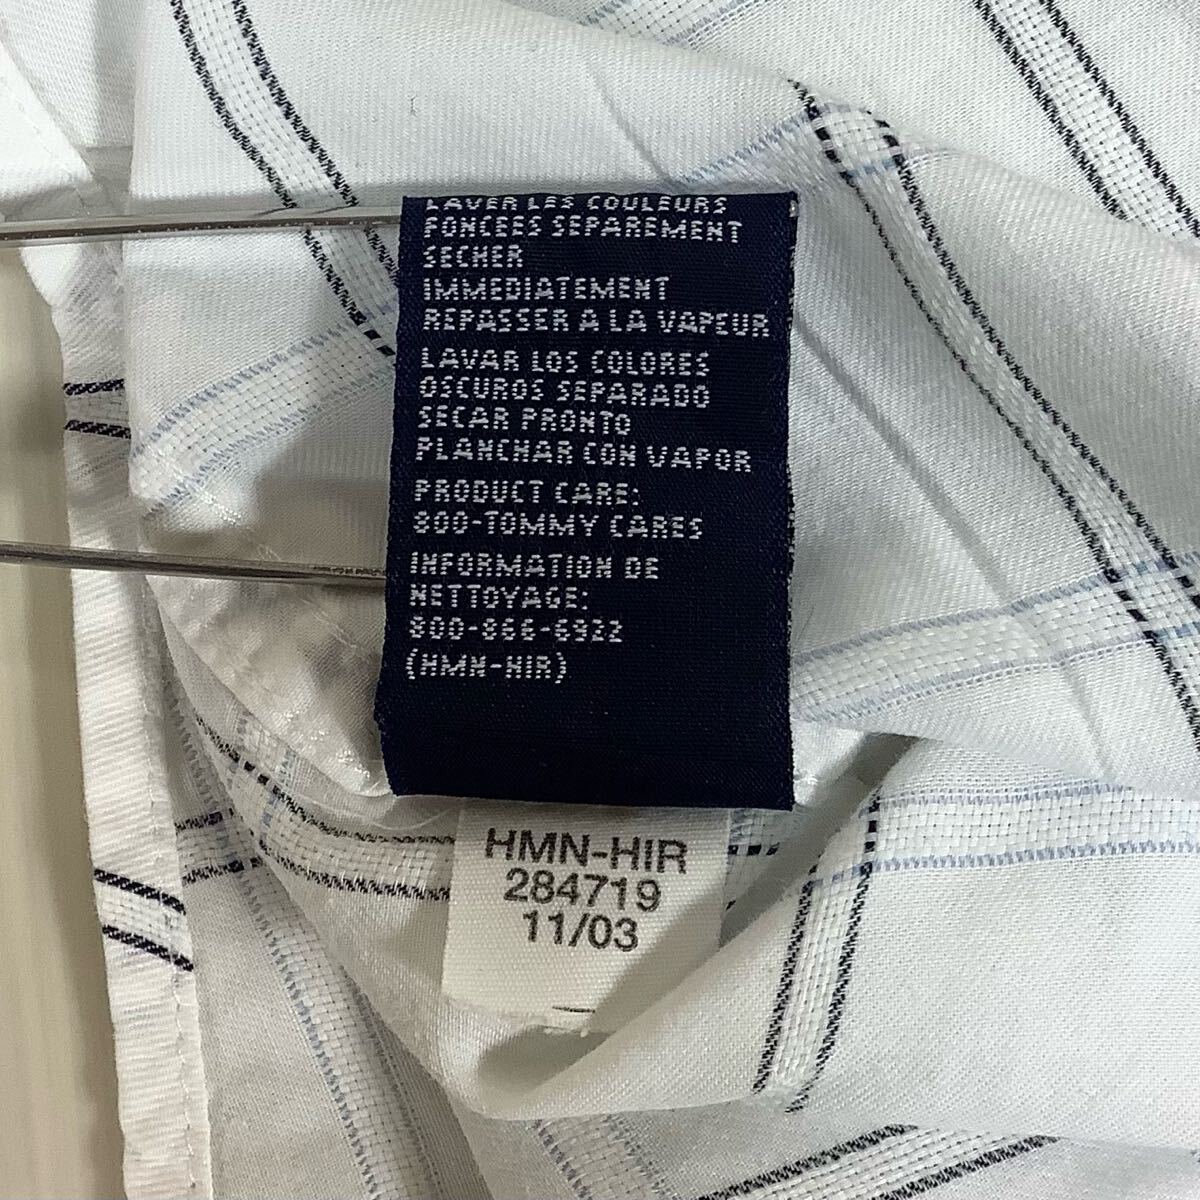 LAVER LES COULEURS
FONCEES SEPAREMENT
SECHER
IMMEDIATEMENT
REPASSER A LA VAPEUR
LAVAR LOS COLORES
OSCUROS SEPARADO
SECAR PRONTO
PLANCHAR CON VAPOR
PRODUCT CARE:
800-TOMMY CARES
INFORMATION DE
NETTOYAGE:
800-866-6922
(HMN-HIR)
HMN-HIR
284719
11/03